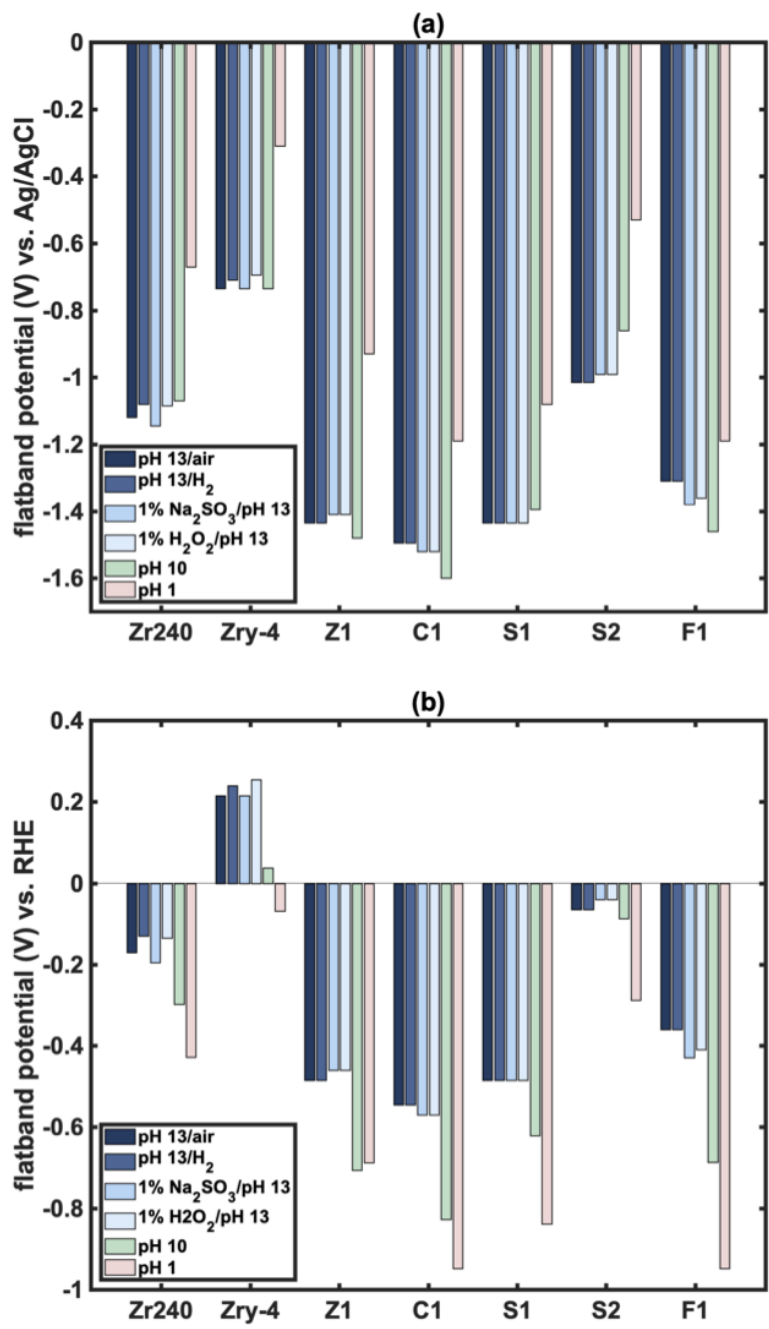 (a)
flatband potential (V) vs. Ag/AgCl
0
-0.2
-0.4
-0.6
-0.8
-1
-1.2
-1.4
-1.6
pH 13/air
pH 13/H₂
1% Na₂SO₃/pH 13
1% H₂O₂/pH 13
pH 10
pH 1
Zr240 Zry-4 Z1 C1 S1 S2 F1
(b)
flatband potential (V) vs. RHE
0.4
0.2
0
-0.2
-0.4
-0.6
-0.8
-1
pH 13/air
pH 13/H₂
1% Na₂SO₃/pH 13
1% H2O₂/pH 13
pH 10
pH 1
Zr240 Zry-4 Z1 C1 S1 S2 F1